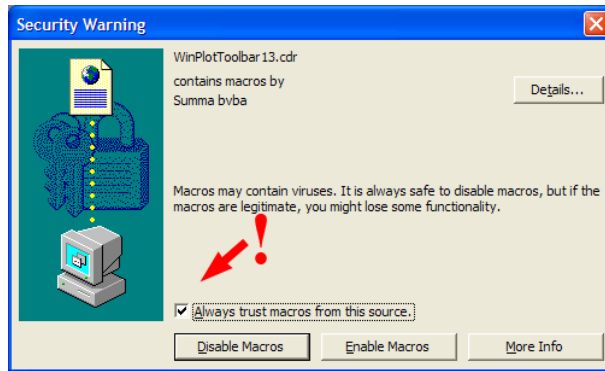 Security Warning
WinPlotToolbar13.cdr
contains macros by
Summa bvba
Details...
Macros may contain viruses. It is always safe to disable macros, but if the
macros are legitimate, you might lose some functionality.
!
Always trust macros from this source.
Disable Macros
Enable Macros
More Info